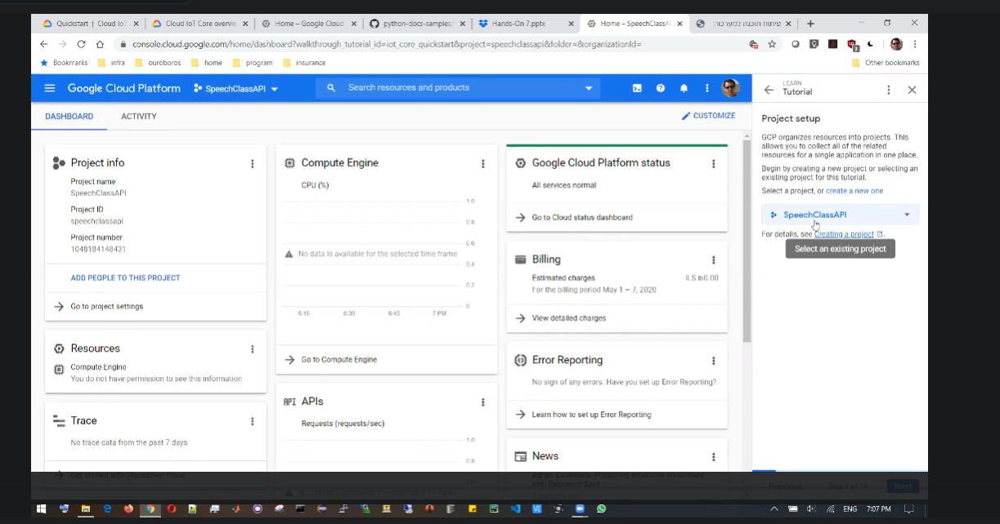 Quickstart | Cloud IoT
Cloud IoT Core overvie
Home – Google Cloud
python-docs-samples/
Hands-On 7.pptx
Home – SpeechClassA
פיתוח תוכנה למערכות
console.cloud.google.com/home/dashboard?walkthrough_tutorial_id=iot_core_quickstart&project=speechclassapi&folder=&organizationId=
Bookmarks
infra
ouroboros
home
program
insurance
Other bookmarks
Google Cloud Platform
SpeechClassAPI
Search resources and products
DASHBOARD
ACTIVITY
CUSTOMIZE
Project info
Project name
SpeechClassAPI
Project ID
speechclassapi
Project number
1048184148431
ADD PEOPLE TO THIS PROJECT
Go to project settings
Resources
Compute Engine
You do not have permission to see this information
Trace
No trace data from the past 7 days
Get started with Stackdriver Trace
Compute Engine
CPU (%)
1.0
0.8
0.6
No data is available for the selected time frame
0.4
0.2
0
6:15
6:30
6:45
7 PM
Go to Compute Engine
API APIs
Requests (requests/sec)
1.0
0.8
No data is available for the selected time frame
Google Cloud Platform status
All services normal
Go to Cloud status dashboard
Billing
Estimated charges
ILS ₪0.00
For the billing period May 1 – 7, 2020
View detailed charges
Error Reporting
No sign of any errors. Have you set up Error Reporting?
Learn how to set up Error Reporting
News
Admin Essentials: Protecting enterprise credentials
with Password Alert
LEARN
Tutorial
Project setup
GCP organizes resources into projects. This
allows you to collect all of the related
resources for a single application in one place.
Begin by creating a new project or selecting an
existing project for this tutorial.
Select a project, or create a new one
SpeechClassAPI
For details, see Creating a project.
Select an existing project
Previous
Step 1 of 14
Next
ENG
7:07 PM